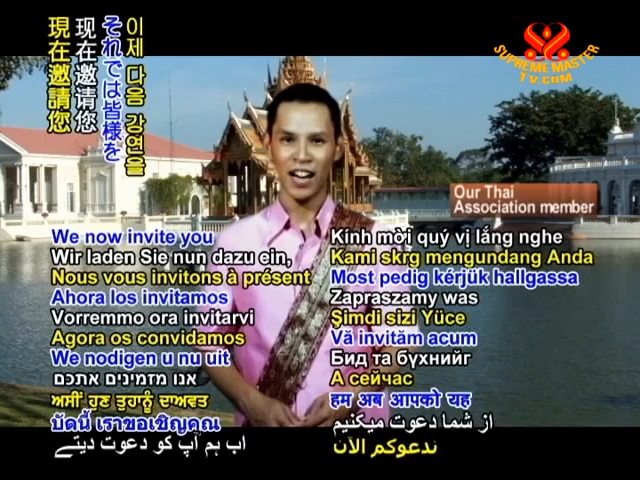 이제 다음 강연을
それでは皆様を
现在邀请您
現在邀請您
SUPREME MASTER
TV.COM
Our Thai
Association member
We now invite you
Wir laden Sie nun dazu ein,
Nous vous invitons à présent
Ahora los invitamos
Vorremmo ora invitarvi
Agora os convidamos
We nodigen u nu uit
אנו מזמינים אתכם
ਅਸੀਂ ਹੁਣ ਤੁਹਾਨੂੰ ਦਾਅਵਤ
ปัดนี้ เราขอเชิญคุณ
اب ہم آپ کو دعوت دیتے
Kính mời quý vị lắng nghe
Kami skrg mengundang Anda
Most pedig kérjük hallgassa
Zapraszamy was
Şimdi sizi Yüce
Vă invităm acum
Бид та бүхнийг
А сейчас
हम अब आपको यह
از شما دعوت میکنیم
ندعوكم الآن